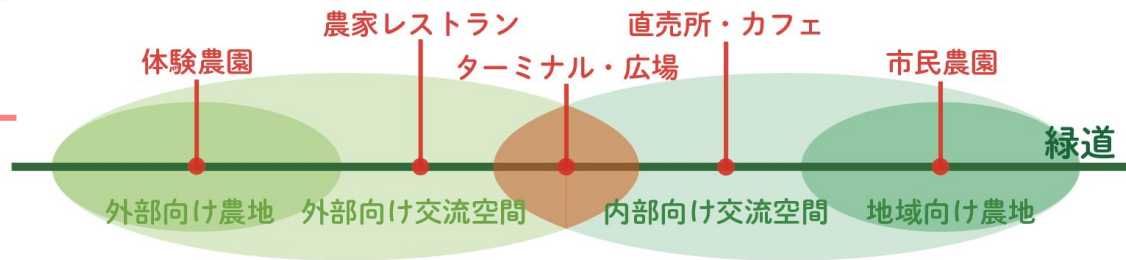 農家レストラン
直売所・カフェ
体験農園
ターミナル・広場
市民農園
緑道
外部向け農地
外部向け交流空間
内部向け交流空間
地域向け農地